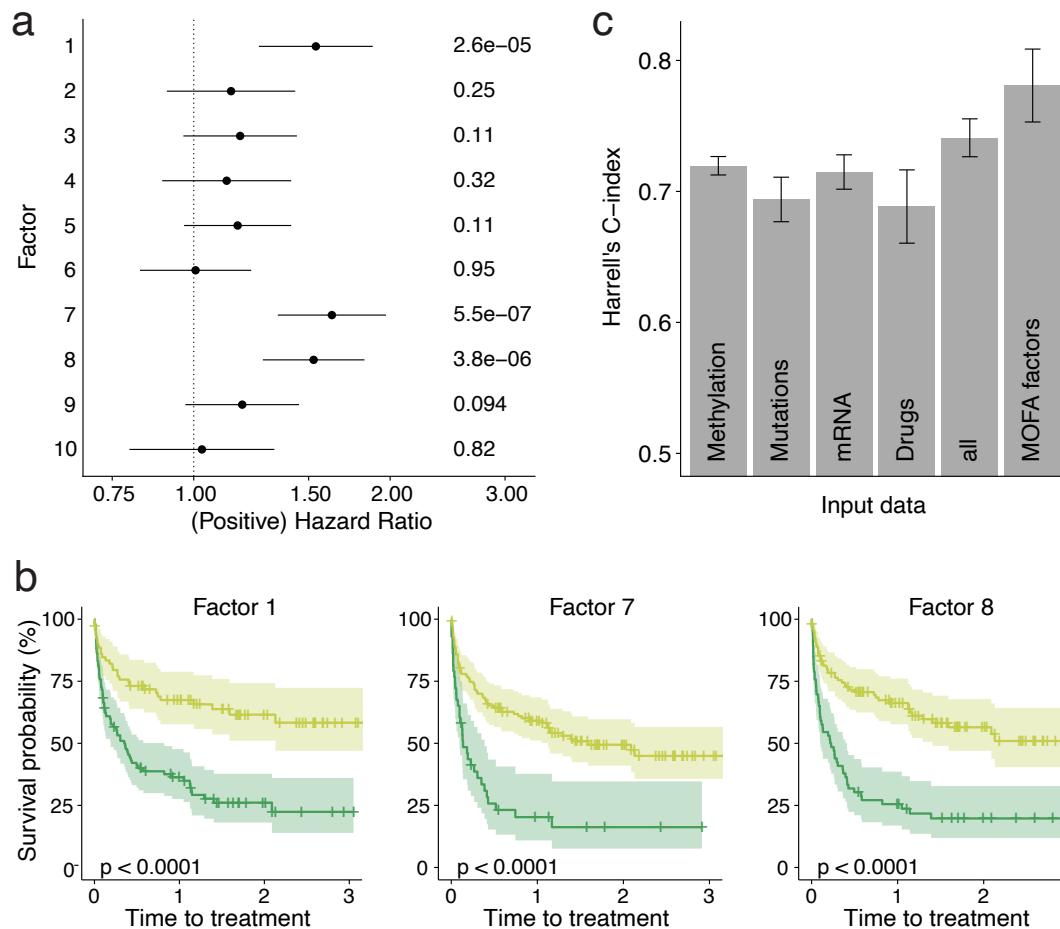 a
Factor
1 2.6e−05
2 0.25
3 0.11
4 0.32
5 0.11
6 0.95
7 5.5e−07
8 3.8e−06
9 0.094
10 0.82
0.75 1.00 1.50 2.00 3.00
(Positive) Hazard Ratio
c
Harrell's C−index
0.8
0.7
0.6
0.5
Methylation
Mutations
mRNA
Drugs
all
MOFA factors
Input data
b
Survival probability (%)
Factor 1
100
75
50
25
0
p < 0.0001
0 1 2 3
Time to treatment
Factor 7
100
75
50
25
0
p < 0.0001
0 1 2 3
Time to treatment
Factor 8
100
75
50
25
0
p < 0.0001
0 1 2
Time to treatment